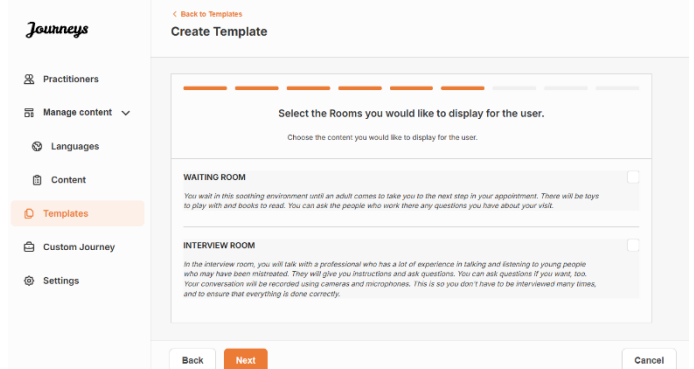 Journeys
Practitioners
Manage content
Languages
Content
Templates
Custom Journey
Settings
Back to Templates
Create Template
Select the Rooms you would like to display for the user.
Choose the content you would like to display for the user.
WAITING ROOM
You wait in this soothing environment until an adult comes to take you to the next step in your appointment. There will be toys
to play with and books to read. You can ask the people who work there any questions you have about your visit.
INTERVIEW ROOM
In the interview room, you will talk with a professional who has a lot of experience in talking and listening to young people
who may have been mistreated. They will give you instructions and ask questions. You can ask questions if you want, too.
Your conversation will be recorded using cameras and microphones. This is so you don't have to be interviewed many times,
and to ensure that everything is done correctly.
Back
Next
Cancel